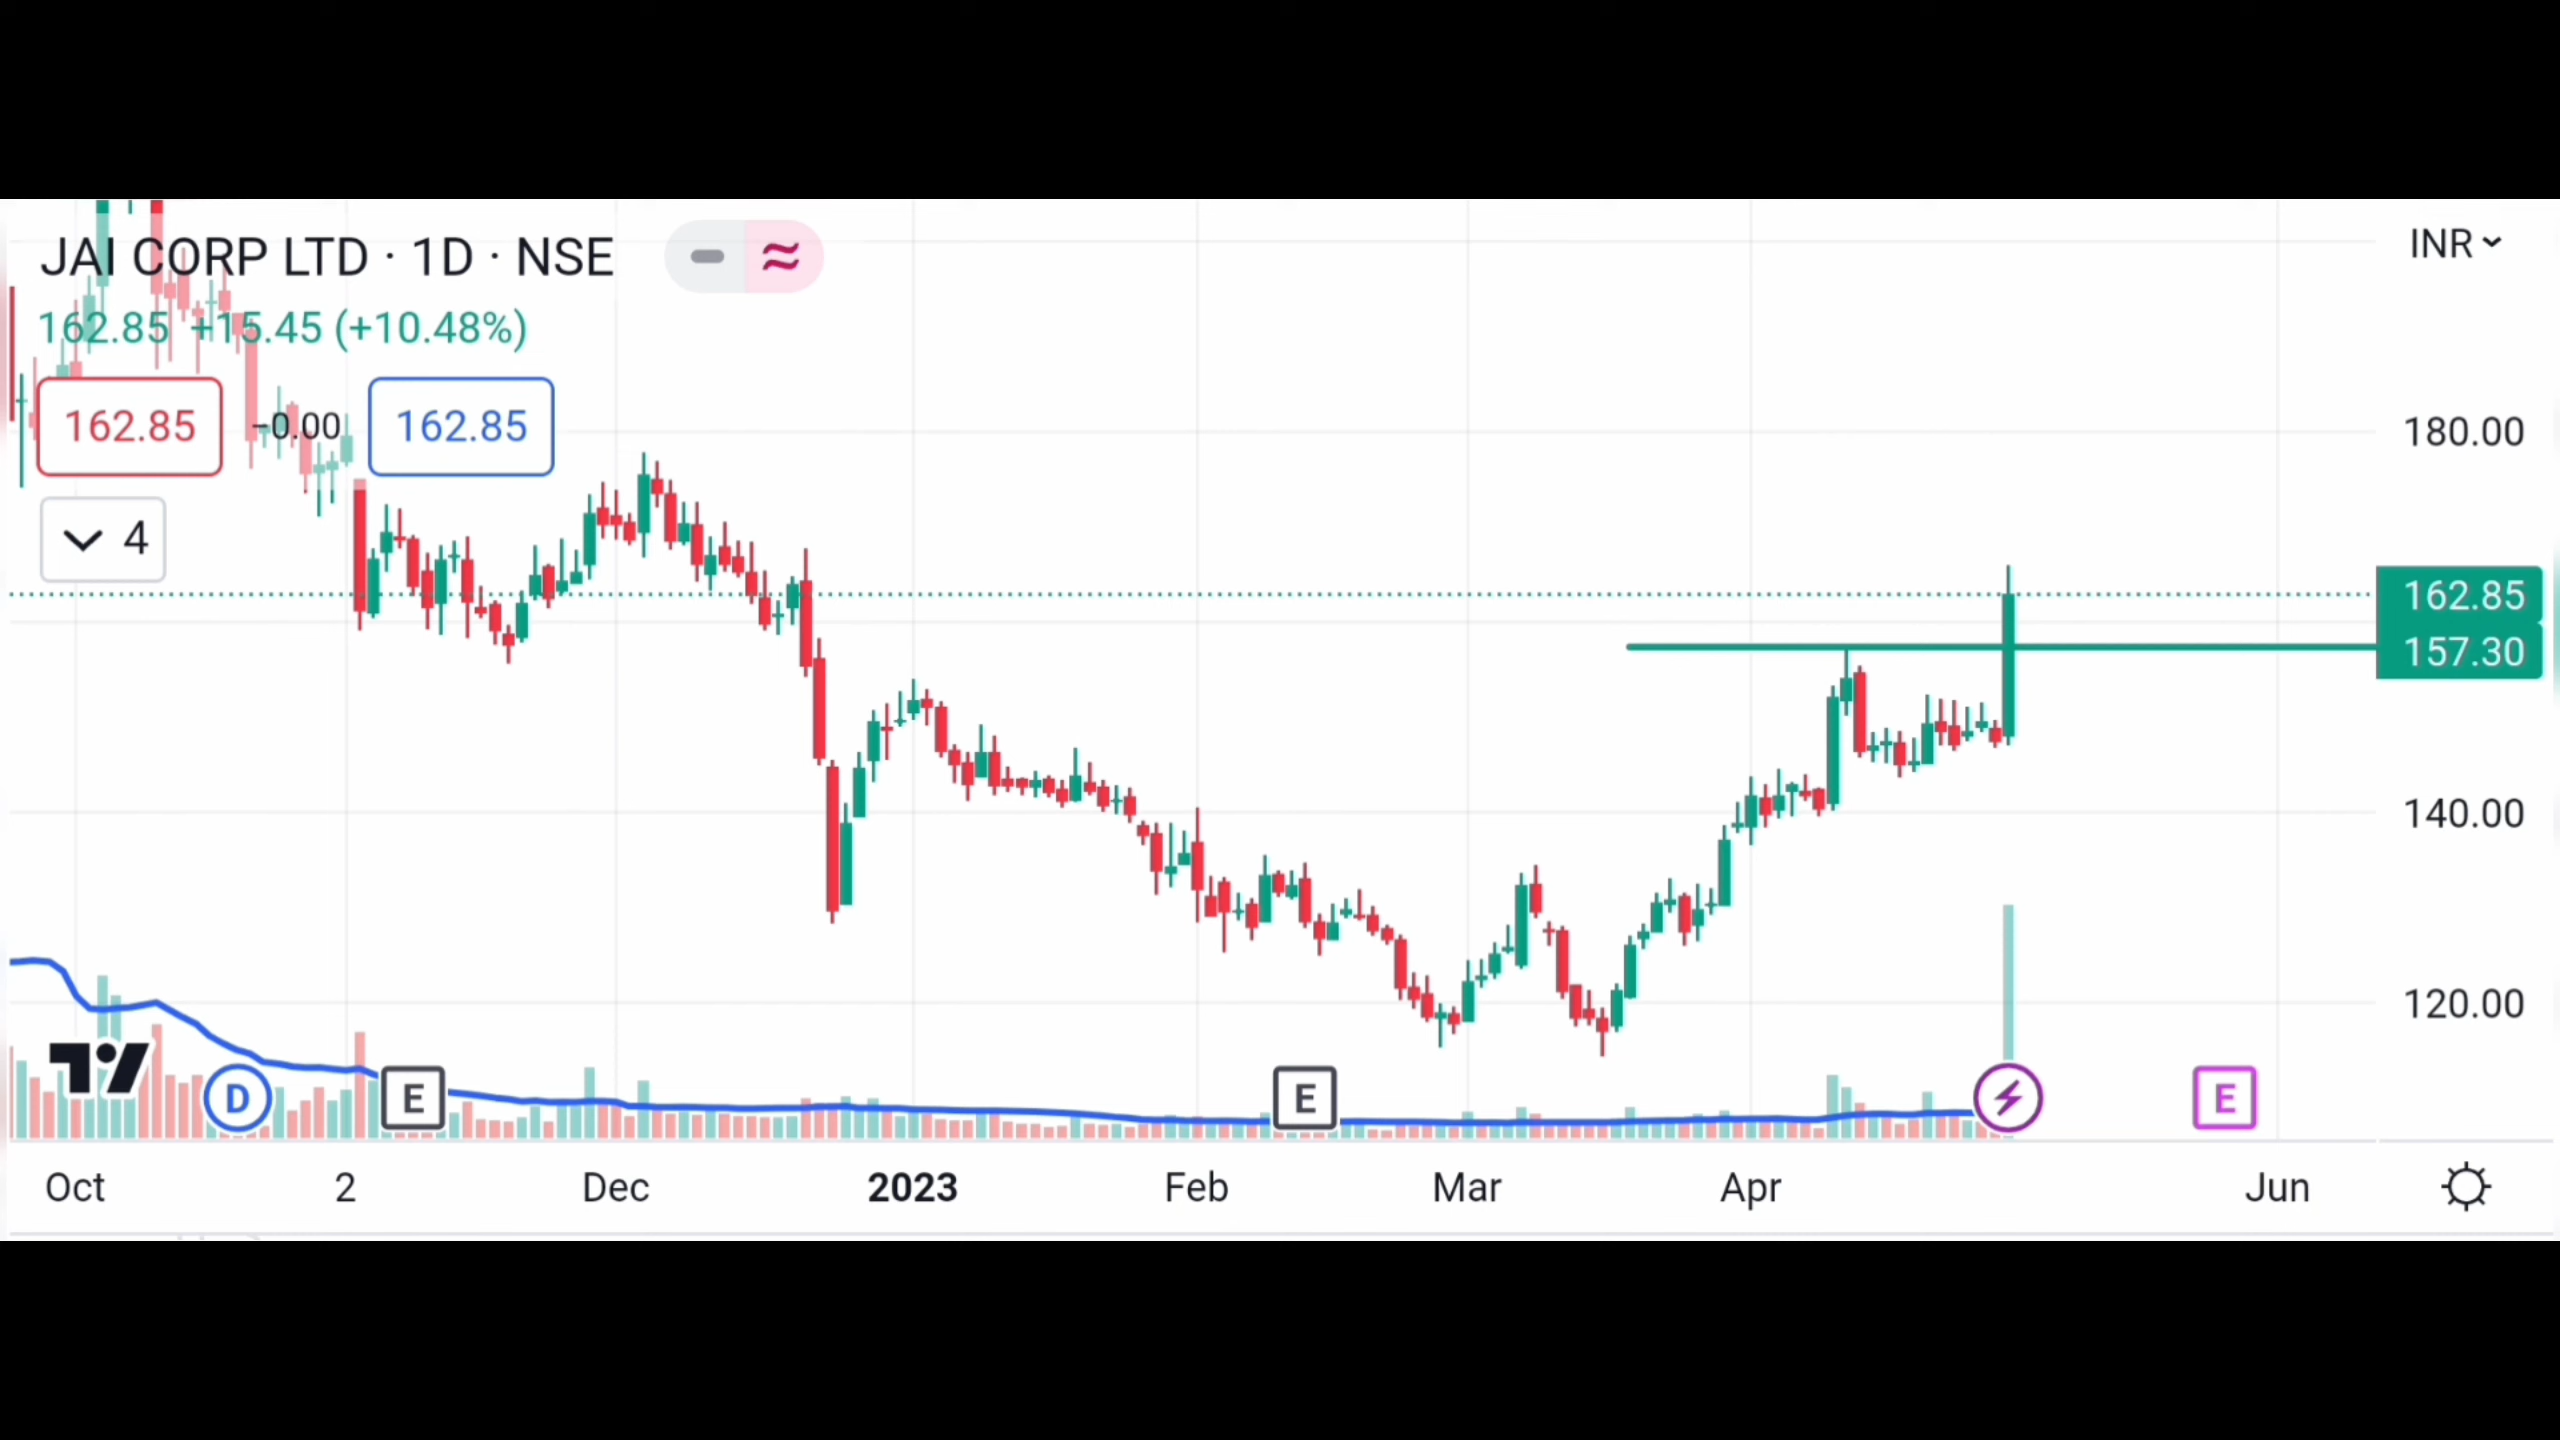 JAI CORP LTD · 1D · NSE
INR
162.85 +15.45 (+10.48%)
162.85 −0.00 162.85
4
180.00
162.85
157.30
140.00
120.00
D E E E
Oct 2 Dec 2023 Feb Mar Apr Jun